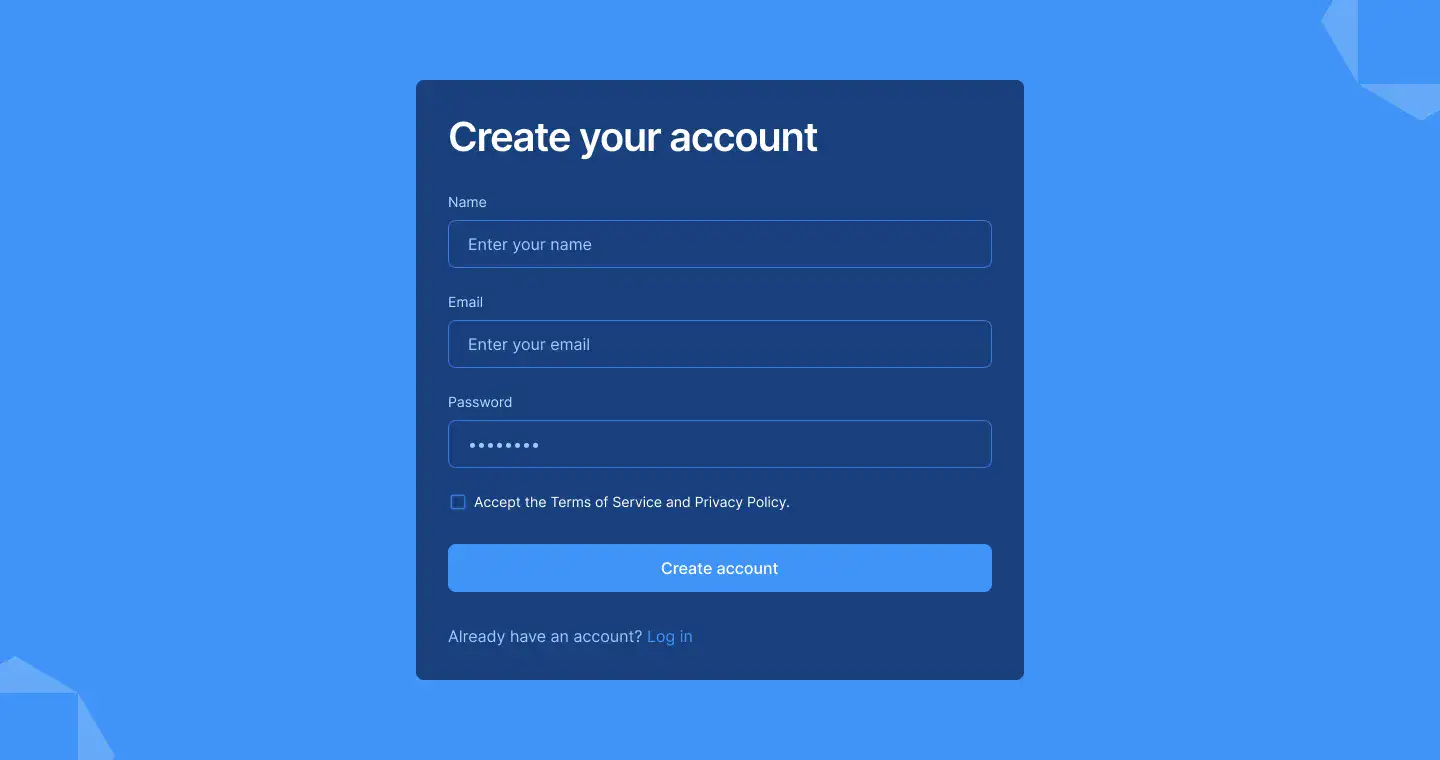 Create your account
Name
Enter your name
Email
Enter your email
Password
••••••••
Accept the Terms of Service and Privacy Policy.
Create account
Already have an account? Log in